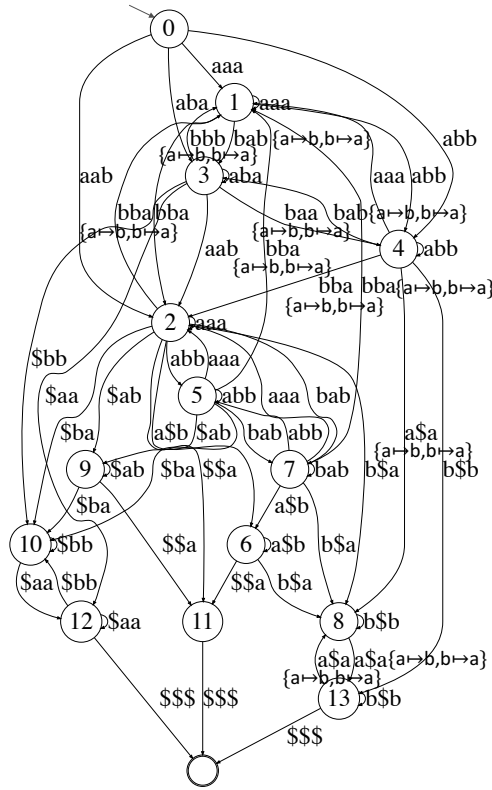 0
aaa
1
aaa
aba
abb
bbb
bab
{a↦b,b↦a}
{a↦b,b↦a}
3
aba
aab
aaa
abb
bba
bba
baa
bab
{a↦b,b↦a}
{a↦b,b↦a}
{a↦b,b↦a}
4
abb
aab
bba
{a↦b,b↦a}
bba
bba
{a↦b,b↦a}
{a↦b,b↦a}
2
aaa
$bb
abb
aaa
$aa
$ab
5
abb
aaa
bab
$ba
a$b
$ab
bab
abb
a$a
{a↦b,b↦a}
9
$ab
$ba
$$a
7
bab
b$a
b$b
$ba
a$b
10
$bb
$$a
6
a$b
b$a
$aa
$bb
$$a
b$a
12
$aa
11
8
b$b
a$a
a$a
{a↦b,b↦a}
{a↦b,b↦a}
$$$
$$$
13
b$b
$$$